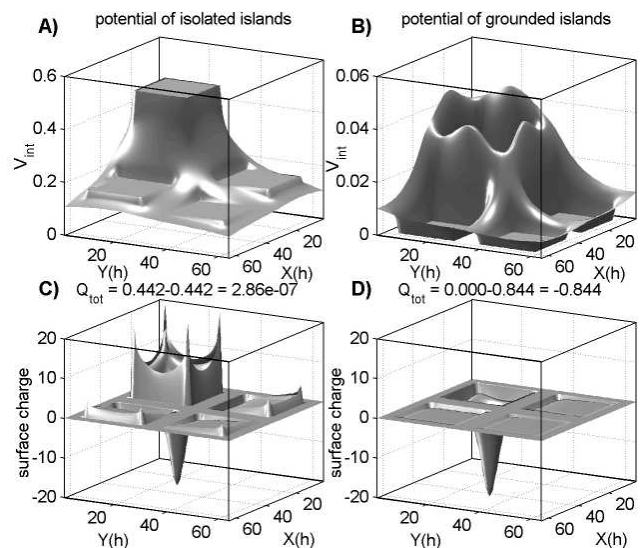 A) potential of isolated islands
B) potential of grounded islands
0.6
0.4
0.2
0
V_int
20
40
60
Y(h)
60
40
20
X(h)
0.06
0.04
0.02
0
V_int
20
40
60
Y(h)
60
40
20
X(h)
C) Q_tot = 0.442-0.442 = 2.86e-07
D) Q_tot = 0.000-0.844 = -0.844
20
10
0
-10
-20
surface charge
20
40
60
Y(h)
60
40
20
X(h)
20
10
0
-10
-20
surface charge
20
40
60
Y(h)
60
40
20
X(h)